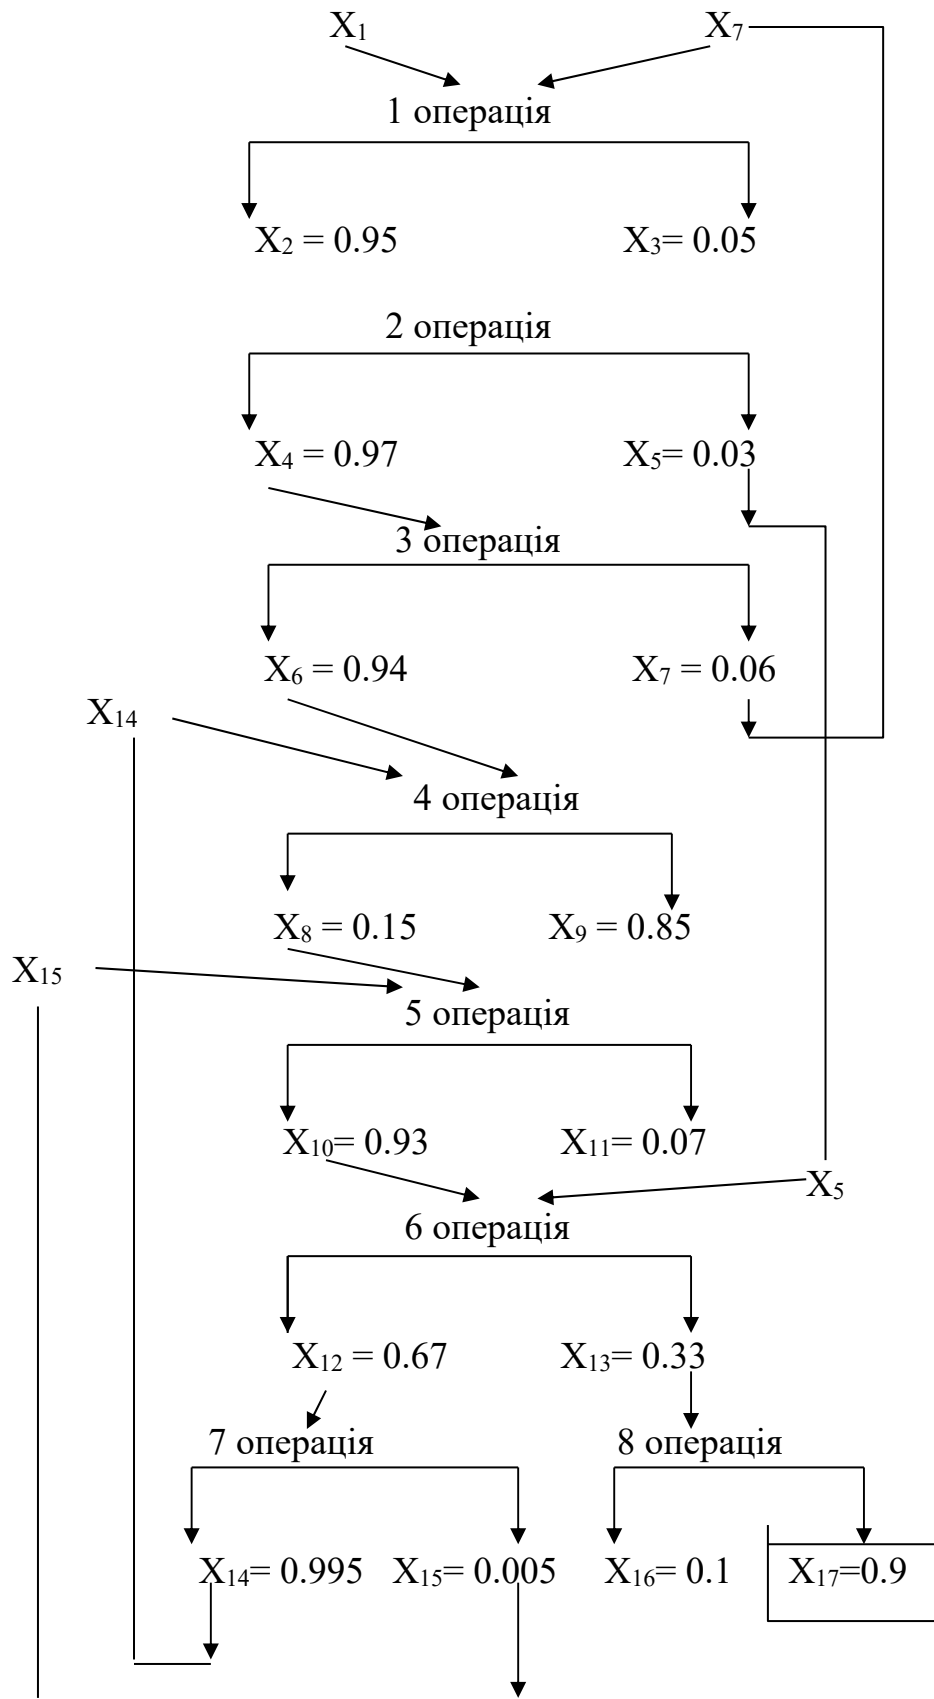 X₁ X₇
1 операція
X₂ = 0.95 X₃= 0.05
2 операція
X₄ = 0.97 X₅= 0.03
3 операція
X₆ = 0.94 X₇ = 0.06
X₁₄
4 операція
X₈ = 0.15 X₉ = 0.85
X₁₅
5 операція
X₁₀= 0.93 X₁₁= 0.07
X₅
6 операція
X₁₂ = 0.67 X₁₃= 0.33
7 операція 8 операція
X₁₄= 0.995 X₁₅= 0.005 X₁₆= 0.1 X₁₇=0.9